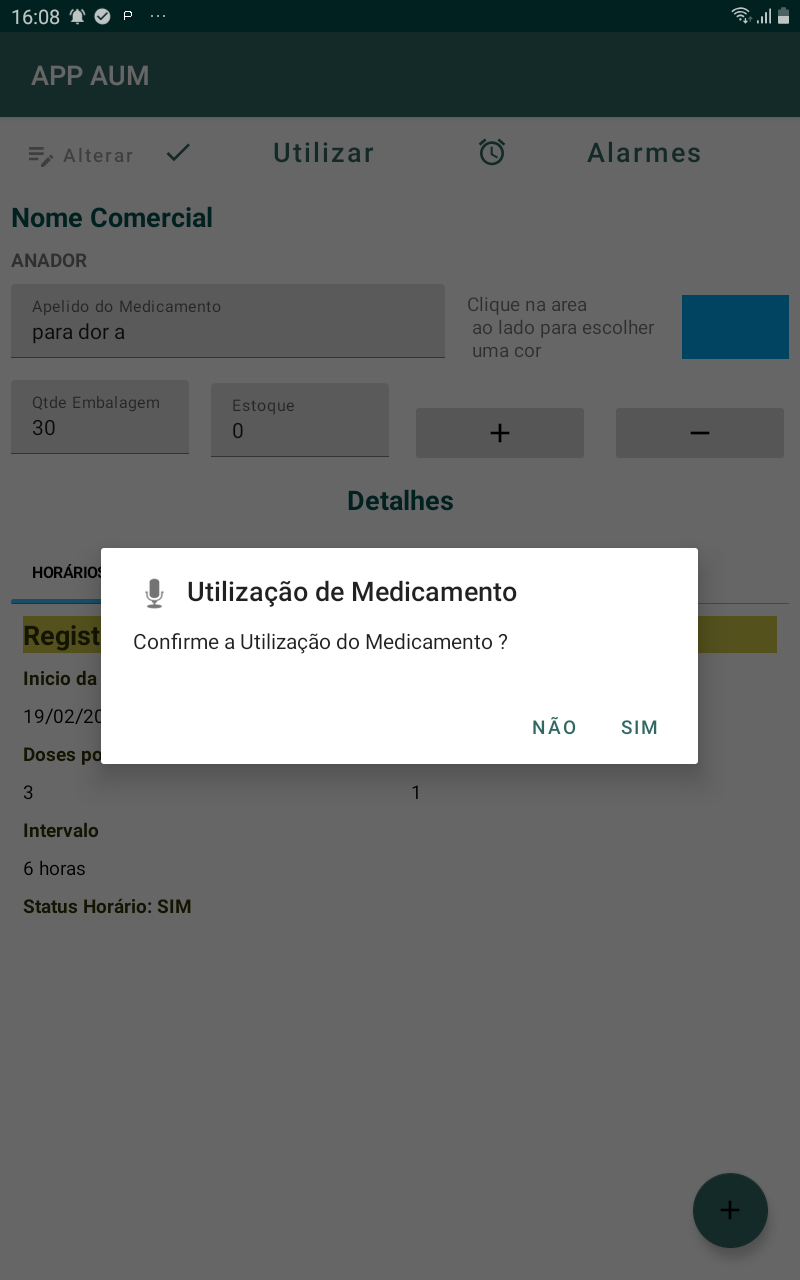 16:08
APP AUM
Alterar Utilizar Alarmes
Nome Comercial
ANADOR
Apelido do Medicamento
para dor a
Clique na area
ao lado para escolher
uma cor
Qtde Embalagem
30
Estoque
0
+ −
Detalhes
HORÁRIOS
Utilização de Medicamento
Confirme a Utilização do Medicamento ?
NÃO SIM
Regist
Inicio da
19/02/20
Doses po
3 1
Intervalo
6 horas
Status Horário: SIM
+